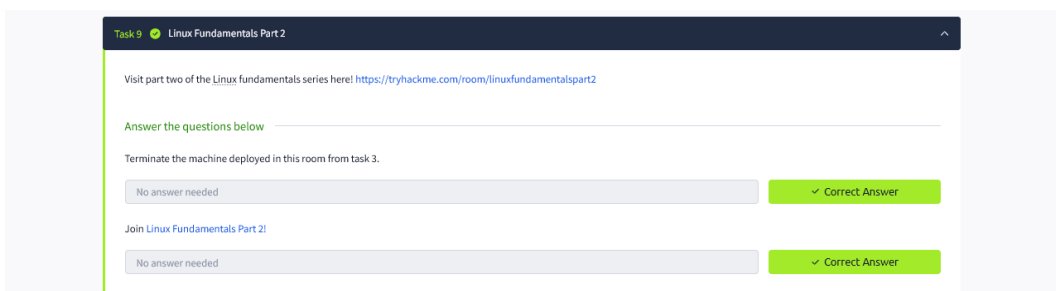 Task 9 Linux Fundamentals Part 2
Visit part two of the Linux fundamentals series here! https://tryhackme.com/room/linuxfundamentalspart2
Answer the questions below
Terminate the machine deployed in this room from task 3.
No answer needed
✓ Correct Answer
Join Linux Fundamentals Part 2!
No answer needed
✓ Correct Answer